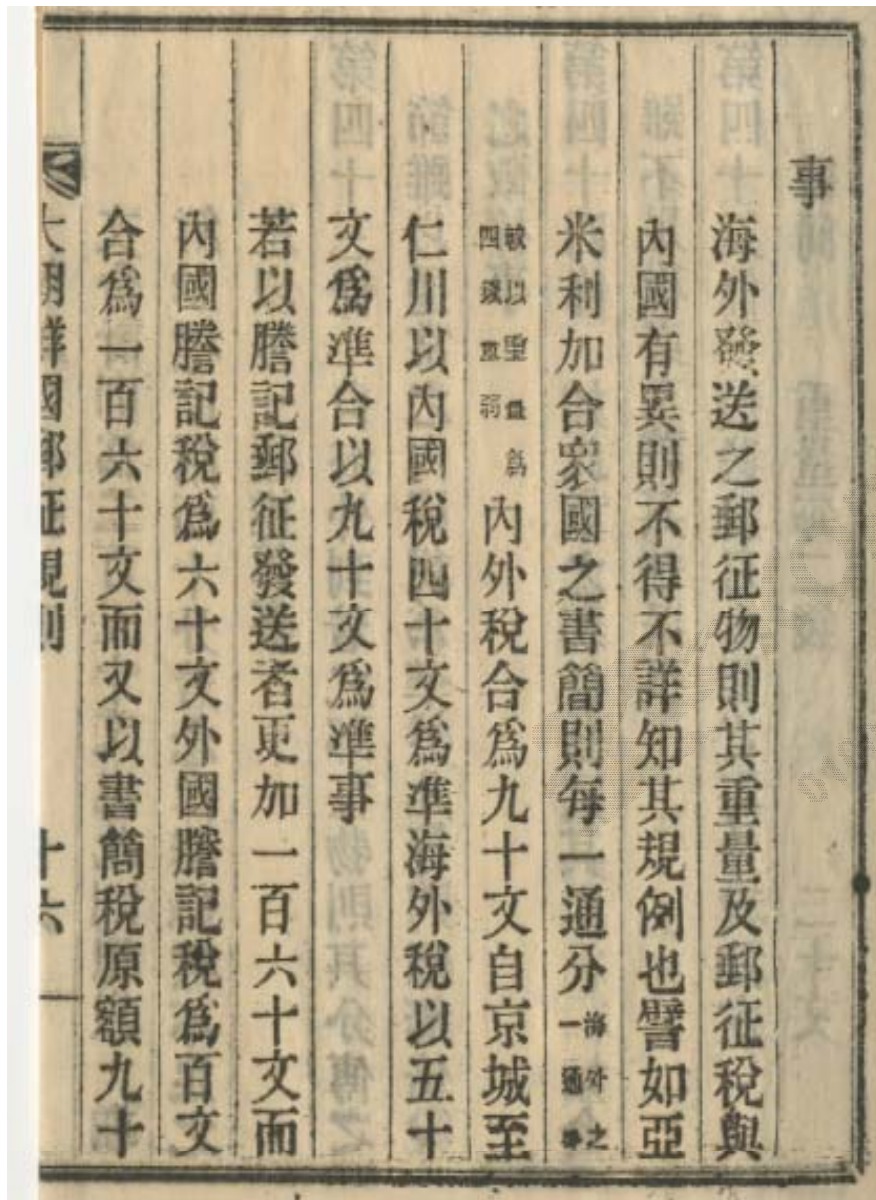 事
海外發送之郵征物則其重量及郵征稅與
內國有異則不得不詳知其規例也譬如亞
米利加合衆國之書簡則每一通分海外之一通
以重量為四錢重弱內外稅合爲九十文自京城至
仁川以內國稅四十文爲準海外稅以五十
文爲準合以九十文爲準事
若以謄記郵征發送者更加一百六十文而
內國謄記稅爲六十文外國謄記稅爲百文
合爲一百六十文而又以書簡稅原額九十
大朝鮮國郵征規則 十六